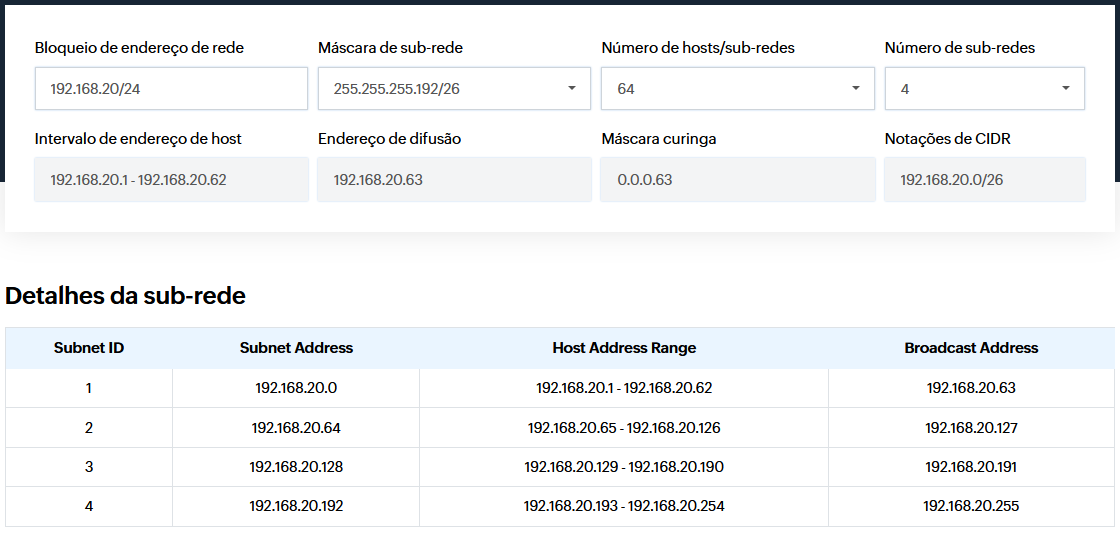 Bloqueio de endereço de rede Máscara de sub-rede Número de hosts/sub-redes Número de sub-redes
192.168.20/24 255.255.255.192/26 64 4
Intervalo de endereço de host Endereço de difusão Máscara curinga Notações de CIDR
192.168.20.1 - 192.168.20.62 192.168.20.63 0.0.0.63 192.168.20.0/26
Detalhes da sub-rede
Subnet ID Subnet Address Host Address Range Broadcast Address
1 192.168.20.0 192.168.20.1 - 192.168.20.62 192.168.20.63
2 192.168.20.64 192.168.20.65 - 192.168.20.126 192.168.20.127
3 192.168.20.128 192.168.20.129 - 192.168.20.190 192.168.20.191
4 192.168.20.192 192.168.20.193 - 192.168.20.254 192.168.20.255